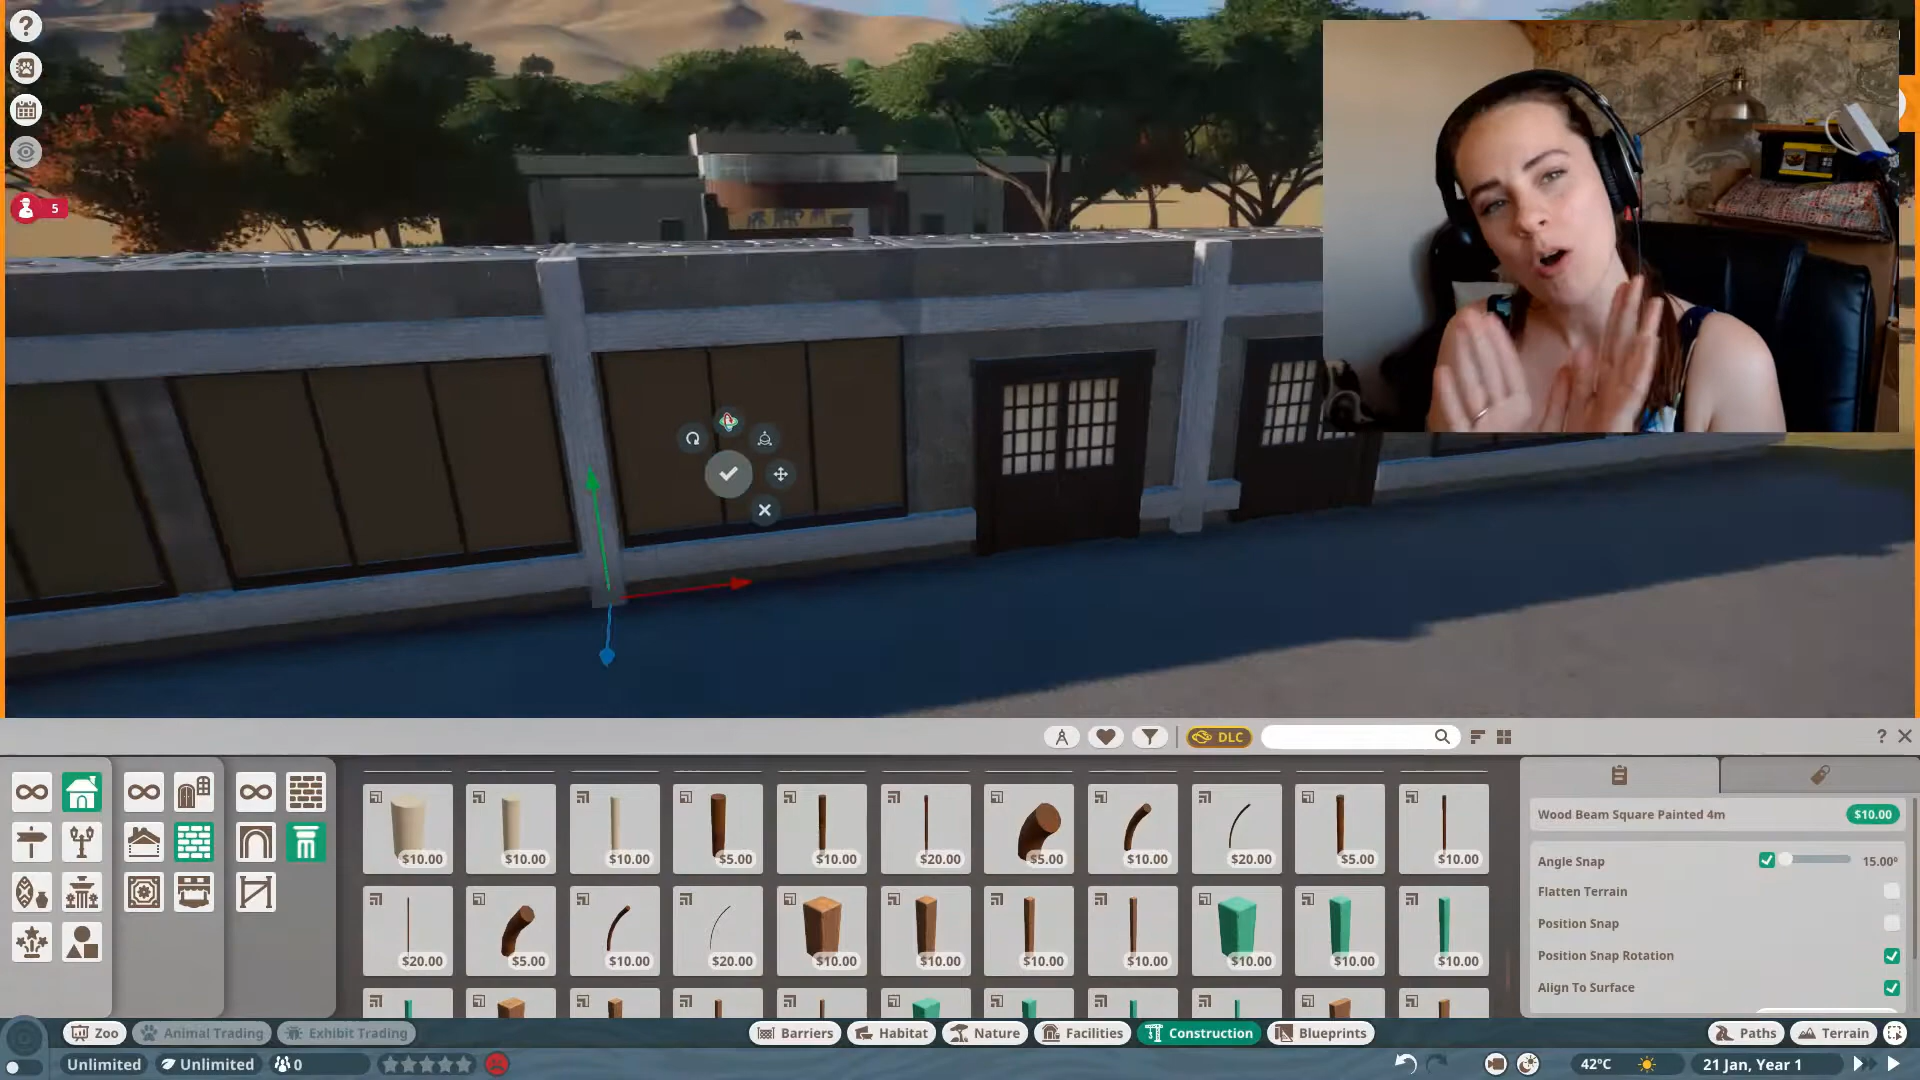 ?
5
DLC
?
$10.00 $10.00 $10.00 $5.00 $10.00 $20.00 $5.00 $10.00 $20.00 $5.00 $10.00
$20.00 $5.00 $10.00 $20.00 $10.00 $10.00 $10.00 $10.00 $10.00 $10.00 $10.00
Wood Beam Square Painted 4m $10.00
Angle Snap 15.00°
Flatten Terrain
Position Snap
Position Snap Rotation
Align To Surface
Zoo Animal Trading Exhibit Trading Barriers Habitat Nature Facilities Construction Blueprints Paths Terrain
Unlimited Unlimited 0 42°C 21 Jan, Year 1